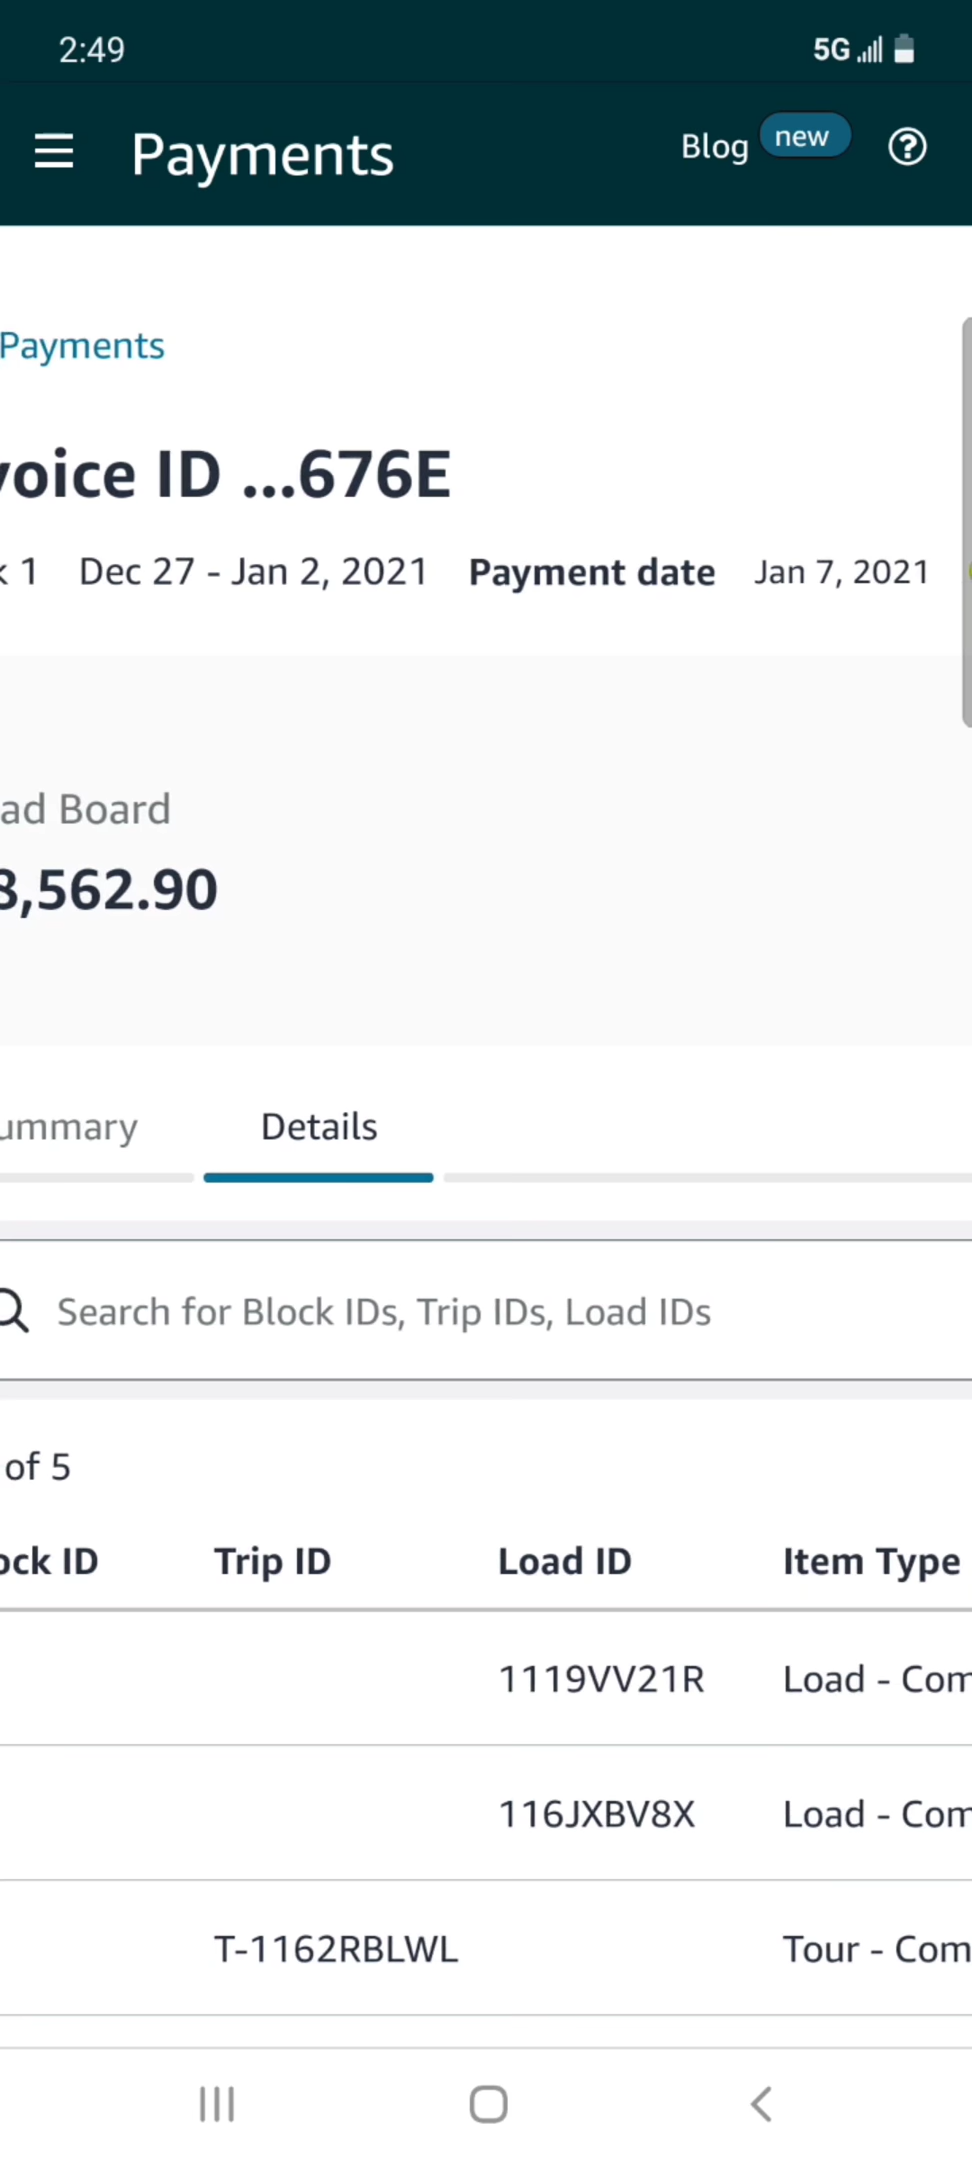 2:49 5G
Payments Blog new
Payments
voice ID ...676E
k 1 Dec 27 - Jan 2, 2021 Payment date Jan 7, 2021
ad Board
8,562.90
ummary Details
Search for Block IDs, Trip IDs, Load IDs
of 5
ock ID Trip ID Load ID Item Type
1119VV21R Load - Com
116JXBV8X Load - Com
T-1162RBLWL Tour - Com